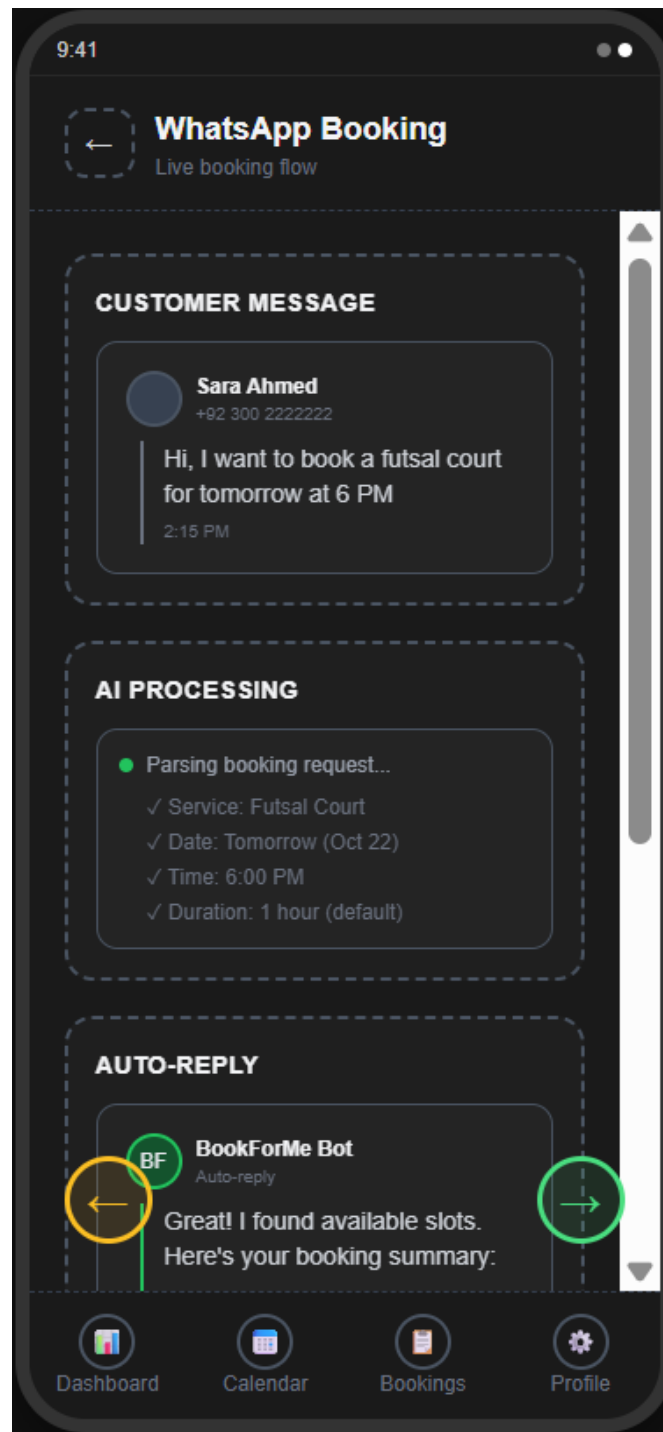 9:41
←
WhatsApp Booking
Live booking flow
CUSTOMER MESSAGE
Sara Ahmed
+92 300 2222222
Hi, I want to book a futsal court
for tomorrow at 6 PM
2:15 PM
AI PROCESSING
Parsing booking request...
✓ Service: Futsal Court
✓ Date: Tomorrow (Oct 22)
✓ Time: 6:00 PM
✓ Duration: 1 hour (default)
AUTO-REPLY
BF
BookForMe Bot
Auto-reply
← →
Great! I found available slots.
Here's your booking summary:
Dashboard Calendar Bookings Profile